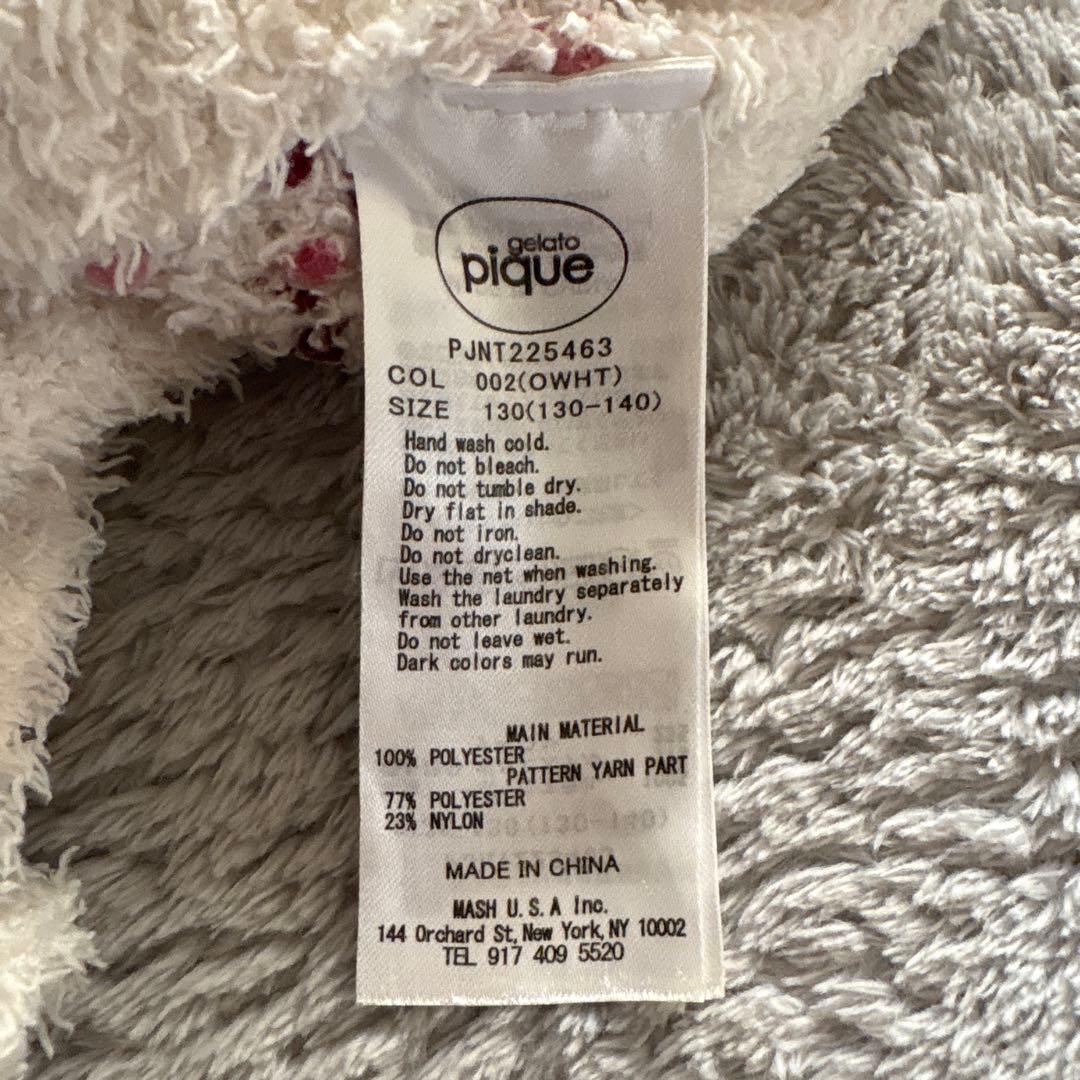 gelato
pique
PJNT225463
COL 002(OWHT)
SIZE 130(130-140)
Hand wash cold.
Do not bleach.
Do not tumble dry.
Dry flat in shade.
Do not iron.
Do not dryclean.
Use the net when washing.
Wash the laundry separately
from other laundry.
Do not leave wet.
Dark colors may run.
MAIN MATERIAL
100% POLYESTER
PATTERN YARN PART
77% POLYESTER
23% NYLON
MADE IN CHINA
MASH U.S.A Inc.
144 Orchard St, New York, NY 10002
TEL 917 409 5520